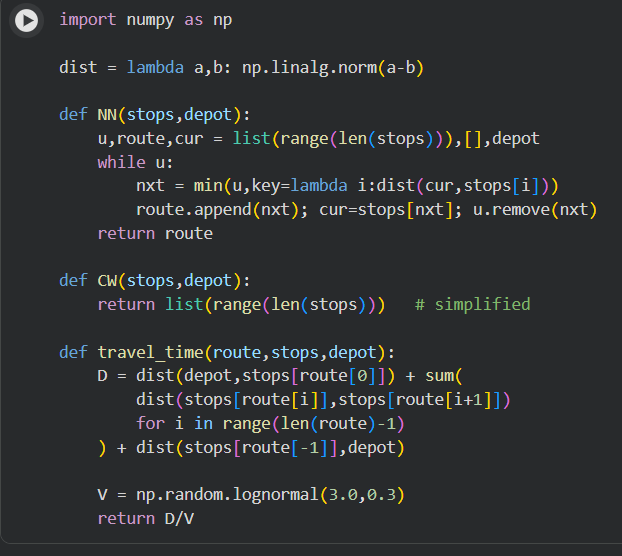 import numpy as np
dist = lambda a,b: np.linalg.norm(a-b)
def NN(stops,depot):
    u,route,cur = list(range(len(stops))),[],depot
    while u:
        nxt = min(u,key=lambda i:dist(cur,stops[i]))
        route.append(nxt); cur=stops[nxt]; u.remove(nxt)
    return route
def CW(stops,depot):
    return list(range(len(stops)))   # simplified
def travel_time(route,stops,depot):
    D = dist(depot,stops[route[0]]) + sum(
        dist(stops[route[i]],stops[route[i+1]])
        for i in range(len(route)-1)
    ) + dist(stops[route[-1]],depot)
    V = np.random.lognormal(3.0,0.3)
    return D/V